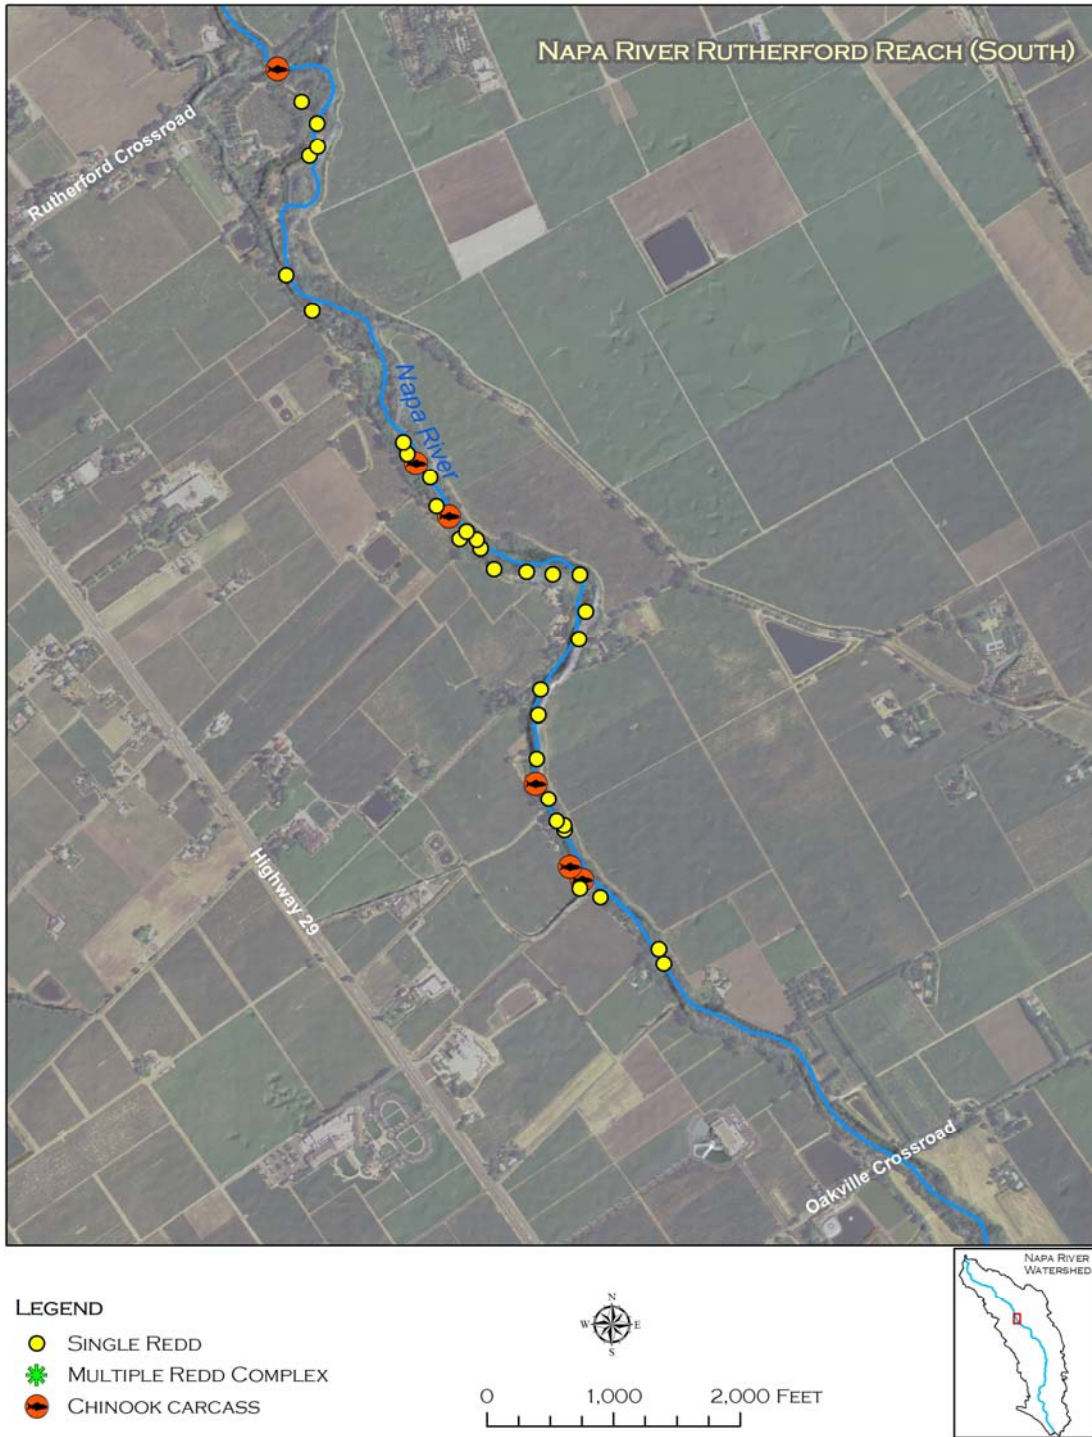 NAPA RIVER RUTHERFORD REACH (SOUTH)
Rutherford Crossroad
Napa River
Highway 29
Oakville Crossroad
NAPA RIVER
WATERSHED
LEGEND
SINGLE REDD
MULTIPLE REDD COMPLEX
CHINOOK CARCASS
N
W E
S
0 1,000 2,000 FEET